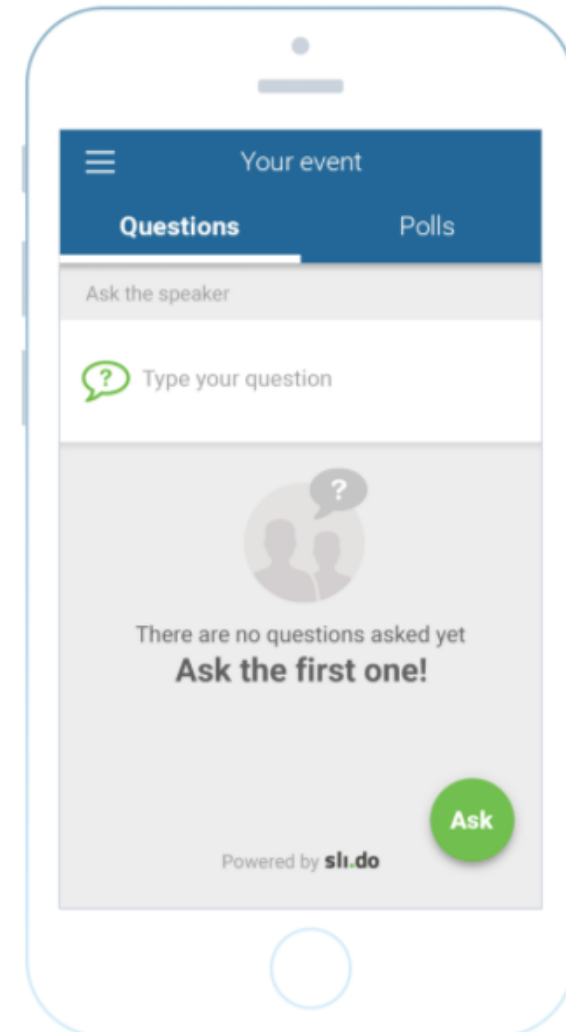 Your event
Questions Polls
Ask the speaker
? Type your question
?
There are no questions asked yet
Ask the first one!
Ask
Powered by sli.do